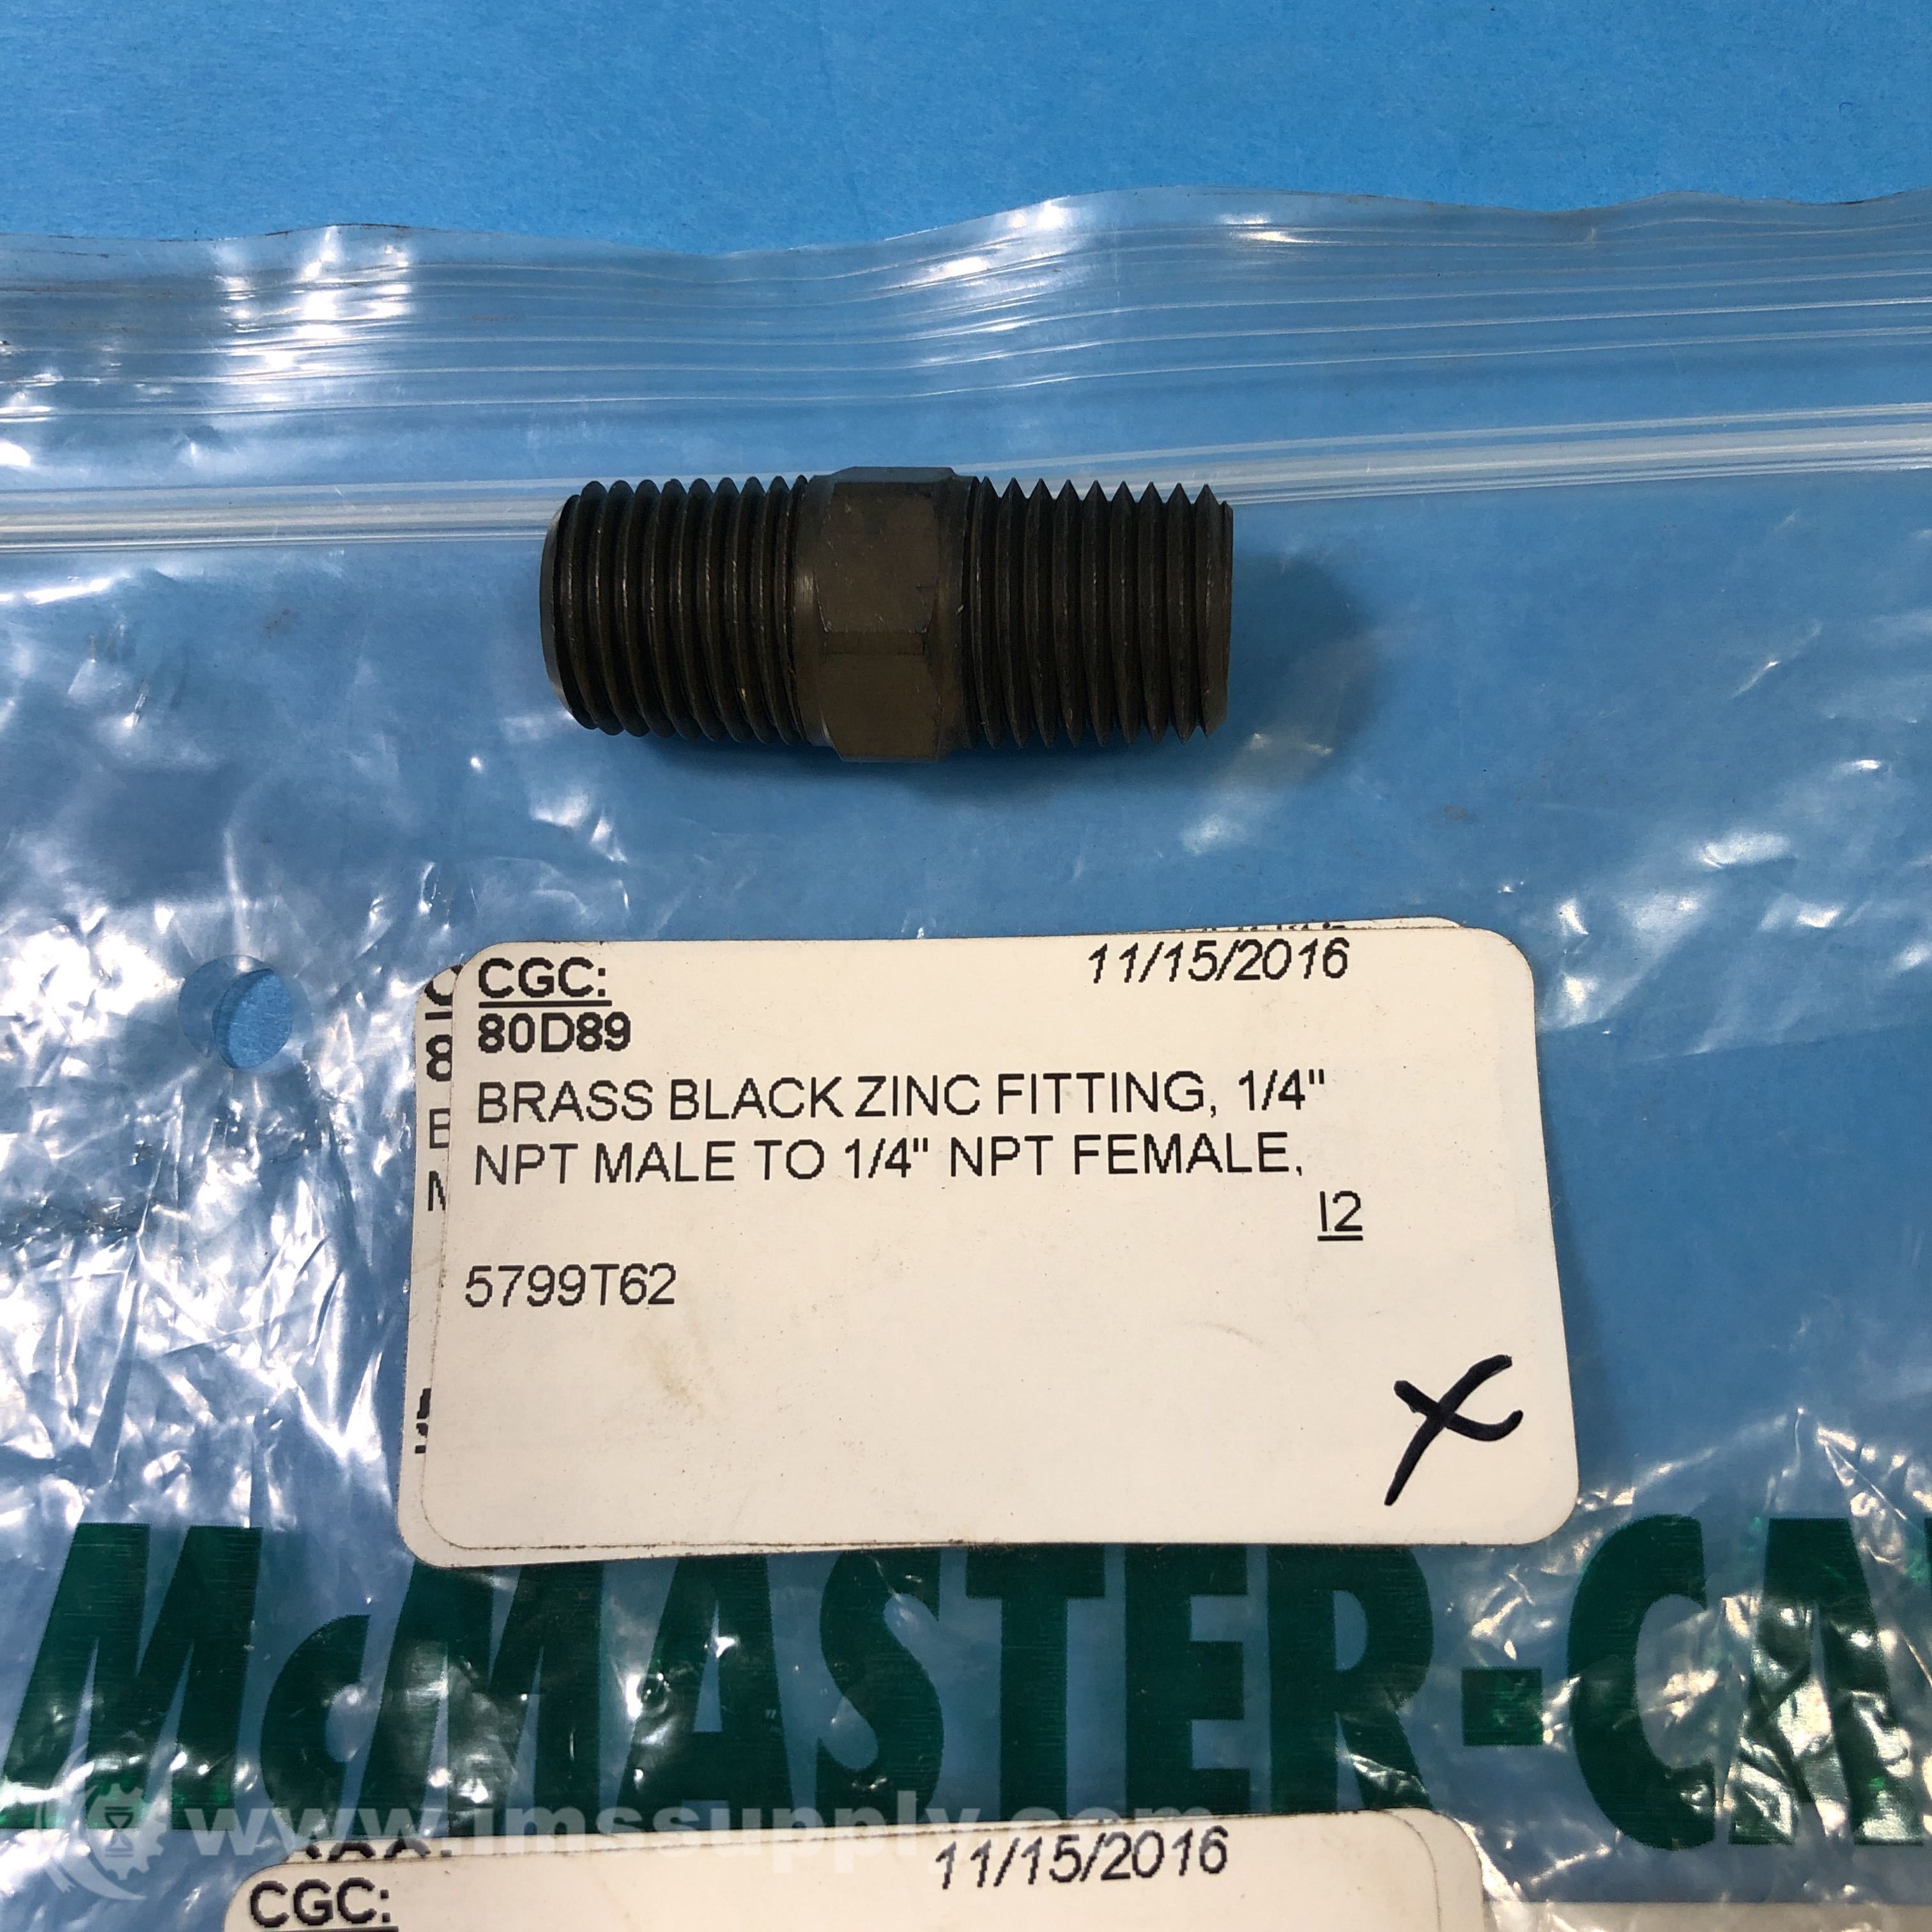 CGC: 11/15/2016
80D89
BRASS BLACK ZINC FITTING, 1/4"
NPT MALE TO 1/4" NPT FEMALE,
I2
5799T62
X
McMASTER-CA
www.imssupply.com
11/15/2016
CGC: